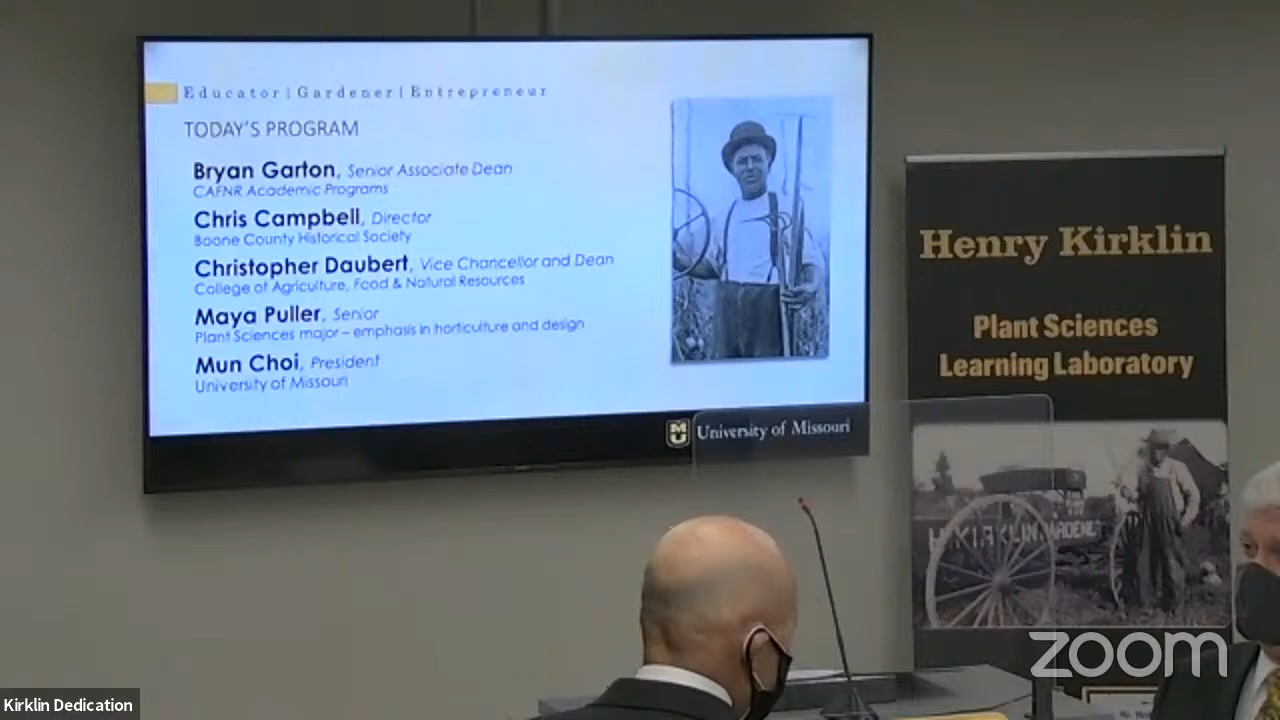 Educator|Gardener|Entrepreneur
TODAY'S PROGRAM
Bryan Garton, Senior Associate Dean
CAFNR Academic Programs
Chris Campbell, Director
Boone County Historical Society
Christopher Daubert, Vice Chancellor and Dean
College of Agriculture, Food & Natural Resources
Maya Puller, Senior
Plant Sciences major – emphasis in horticulture and design
Mun Choi, President
University of Missouri
MU University of Missouri
Henry Kirklin
Plant Sciences
Learning Laboratory
H. KIRKLIN. GARDENE
zoom
Kirklin Dedication